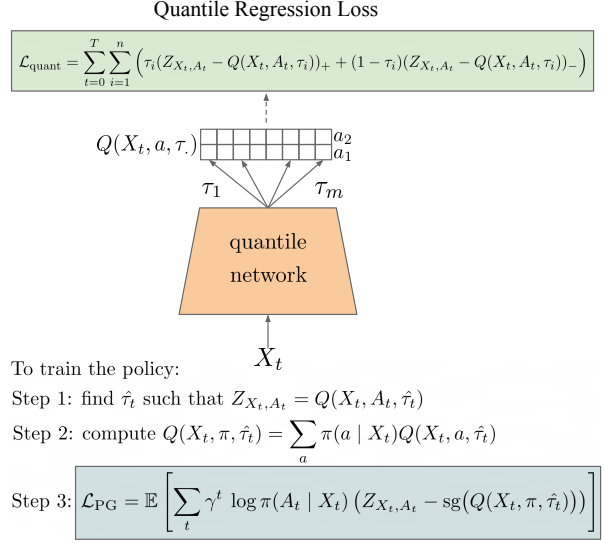 Quantile Regression Loss
$\mathcal{L}_{\text{quant}} = \sum_{t=0}^{T} \sum_{i=1}^{n} \left( \tau_i (Z_{X_t, A_t} - Q(X_t, A_t, \tau_i))_+ + (1 - \tau_i)(Z_{X_t, A_t} - Q(X_t, A_t, \tau_i))_- \right)$
$Q(X_t, a, \tau_.)$ $a_2$
$a_1$
$\tau_1$ $\tau_m$
quantile
network
$X_t$
To train the policy:
Step 1: find $\hat{\tau}_t$ such that $Z_{X_t, A_t} = Q(X_t, A_t, \hat{\tau}_t)$
Step 2: compute $Q(X_t, \pi, \hat{\tau}_t) = \sum_a \pi(a \mid X_t) Q(X_t, a, \hat{\tau}_t)$
Step 3: $\mathcal{L}_{\text{PG}} = \mathbb{E} \left[ \sum_t \gamma^t \log \pi(A_t \mid X_t) \left( Z_{X_t, A_t} - \text{sg}(Q(X_t, \pi, \hat{\tau}_t)) \right) \right]$